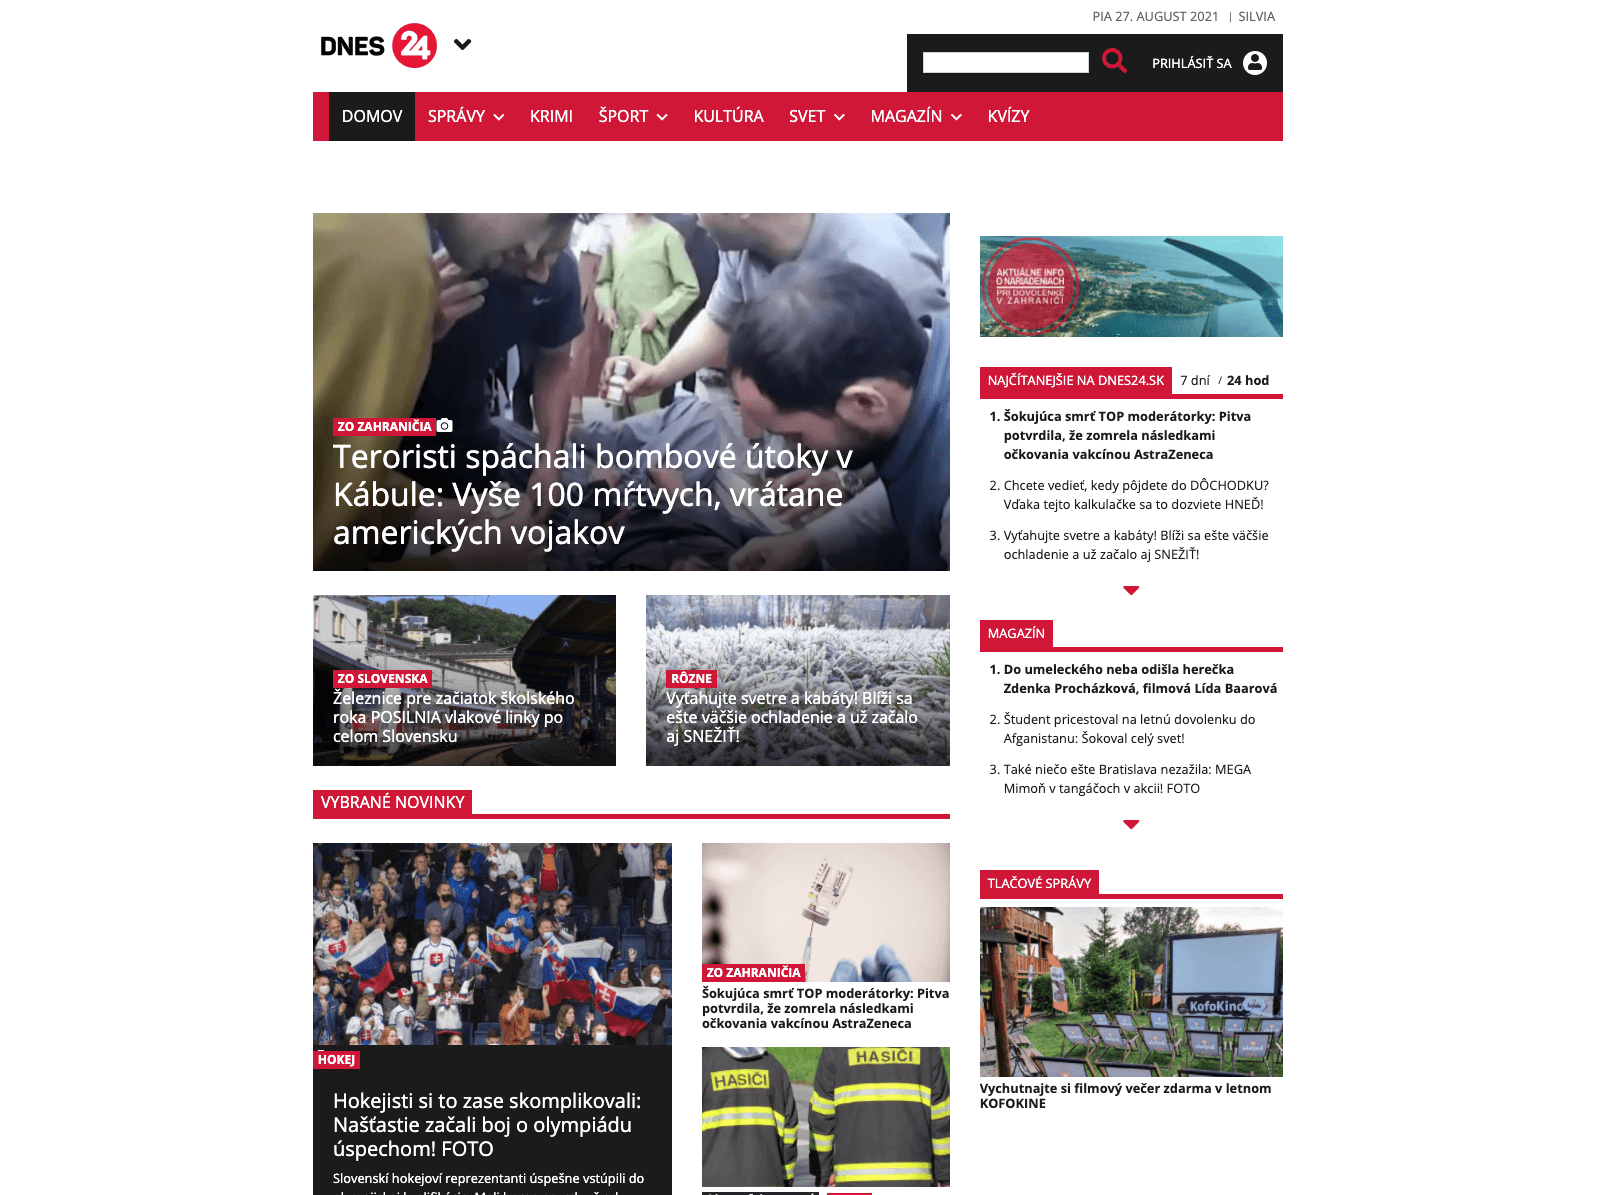 PIA 27. AUGUST 2021 | SILVIA
DNES 24
PRIHLÁSIŤ SA
DOMOV SPRÁVY KRIMI ŠPORT KULTÚRA SVET MAGAZÍN KVÍZY
ZO ZAHRANIČIA
Teroristi spáchali bombové útoky v
Kábule: Vyše 100 mŕtvych, vrátane
amerických vojakov
ZO SLOVENSKA
Železnice pre začiatok školského
roka POSILNIA vlakové linky po
celom Slovensku
RÔZNE
Vyťahujte svetre a kabáty! Blíži sa
ešte väčšie ochladenie a už začalo
aj SNEŽIŤ!
VYBRANÉ NOVINKY
HOKEJ
Hokejisti si to zase skomplikovali:
Našťastie začali boj o olympiádu
úspechom! FOTO
Slovenskí hokejoví reprezentanti úspešne vstúpili do
ZO ZAHRANIČIA
Šokujúca smrť TOP moderátorky: Pitva
potvrdila, že zomrela následkami
očkovania vakcínou AstraZeneca
HASIČI
HASIČI
AKTUÁLNE INFO
O NARIADENIACH
PRI DOVOLENKE
V ZAHRANIČÍ
NAJČÍTANEJŠIE NA DNES24.SK 7 dní / 24 hod
1. Šokujúca smrť TOP moderátorky: Pitva
potvrdila, že zomrela následkami
očkovania vakcínou AstraZeneca
2. Chcete vedieť, kedy pôjdete do DÔCHODKU?
Vďaka tejto kalkulačke sa to dozviete HNEĎ!
3. Vyťahujte svetre a kabáty! Blíži sa ešte väčšie
ochladenie a už začalo aj SNEŽIŤ!
MAGAZÍN
1. Do umeleckého neba odišla herečka
Zdenka Procházková, filmová Lída Baarová
2. Študent pricestoval na letnú dovolenku do
Afganistanu: Šokoval celý svet!
3. Také niečo ešte Bratislava nezažila: MEGA
Mimoň v tangáčoch v akcii! FOTO
TLAČOVÉ SPRÁVY
KofoKino
Vychutnajte si filmový večer zdarma v letnom
KOFOKINE